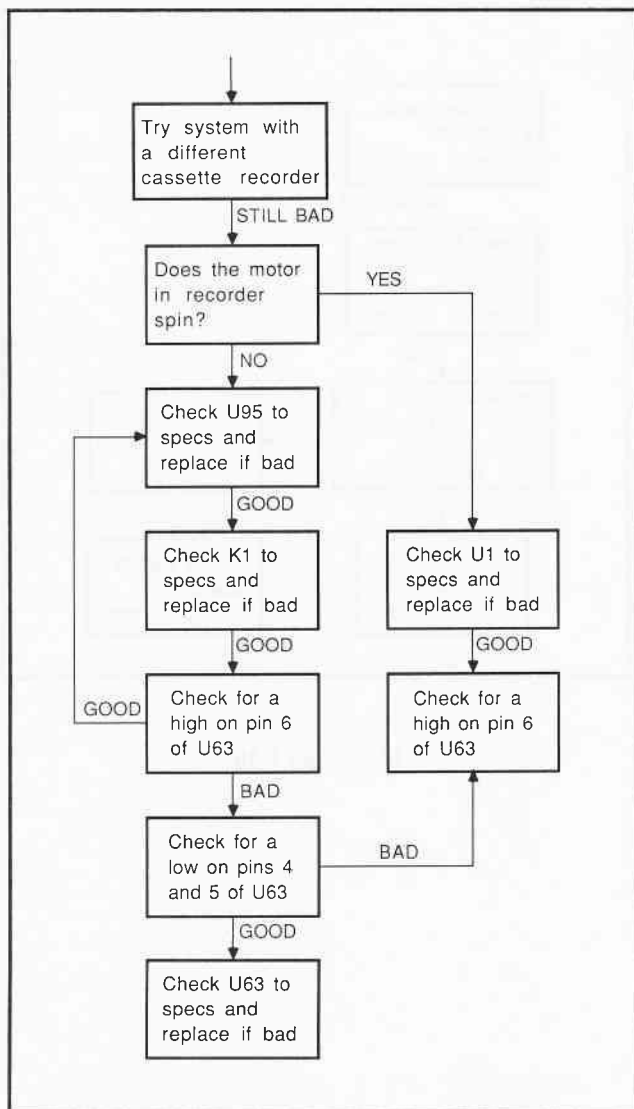 Try system with
a different
cassette recorder
STILL BAD
Does the motor
in recorder
spin?
YES
NO
Check U95 to
specs and
replace if bad
GOOD
Check K1 to
specs and
replace if bad
Check U1 to
specs and
replace if bad
GOOD
GOOD
GOOD
Check for a
high on pin 6
of U63
Check for a
high on pin 6
of U63
BAD
Check for a
low on pins 4
and 5 of U63
BAD
GOOD
Check U63 to
specs and
replace if bad